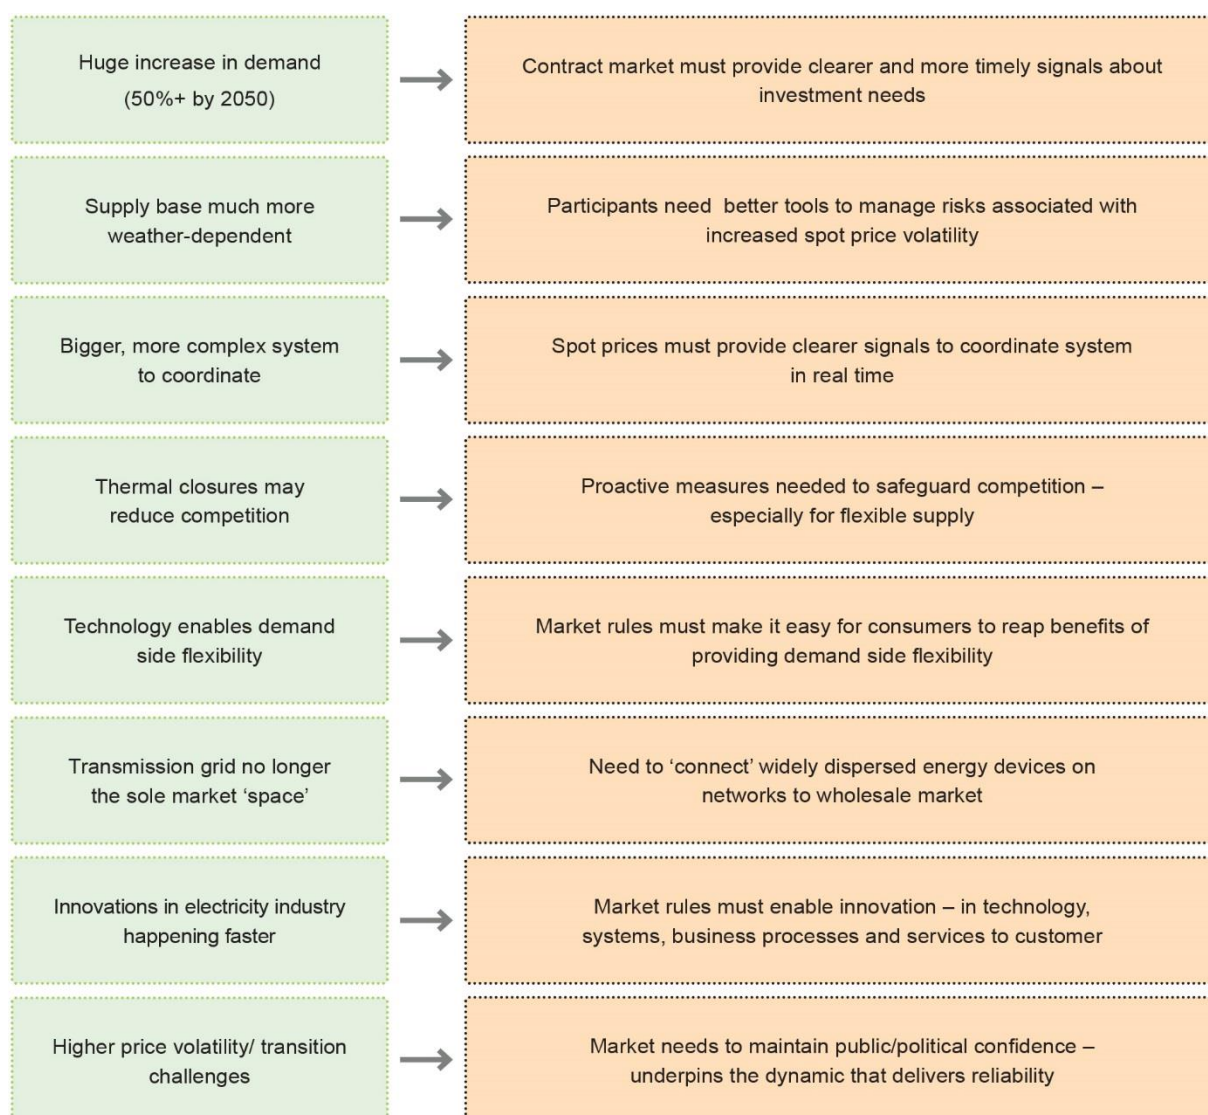 Huge increase in demand
(50%+ by 2050)
Contract market must provide clearer and more timely signals about
investment needs
Supply base much more
weather-dependent
Participants need better tools to manage risks associated with
increased spot price volatility
Bigger, more complex system
to coordinate
Spot prices must provide clearer signals to coordinate system
in real time
Thermal closures may
reduce competition
Proactive measures needed to safeguard competition –
especially for flexible supply
Technology enables demand
side flexibility
Market rules must make it easy for consumers to reap benefits of
providing demand side flexibility
Transmission grid no longer
the sole market ‘space’
Need to ‘connect’ widely dispersed energy devices on
networks to wholesale market
Innovations in electricity industry
happening faster
Market rules must enable innovation – in technology,
systems, business processes and services to customer
Higher price volatility/ transition
challenges
Market needs to maintain public/political confidence –
underpins the dynamic that delivers reliability